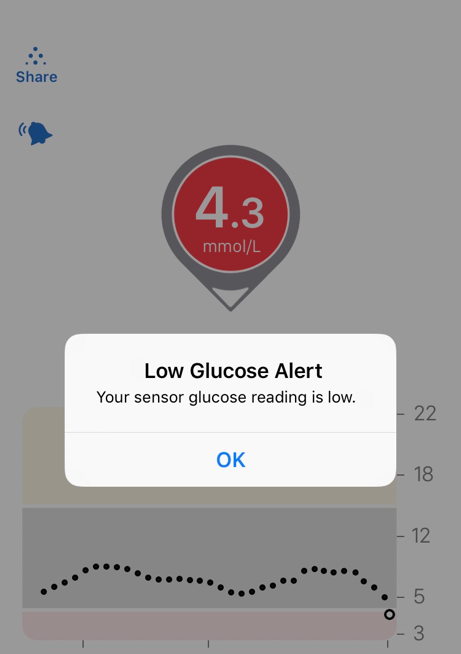 Share
4.3
mmol/L
Low Glucose Alert
Your sensor glucose reading is low.
OK
22
18
12
5
3